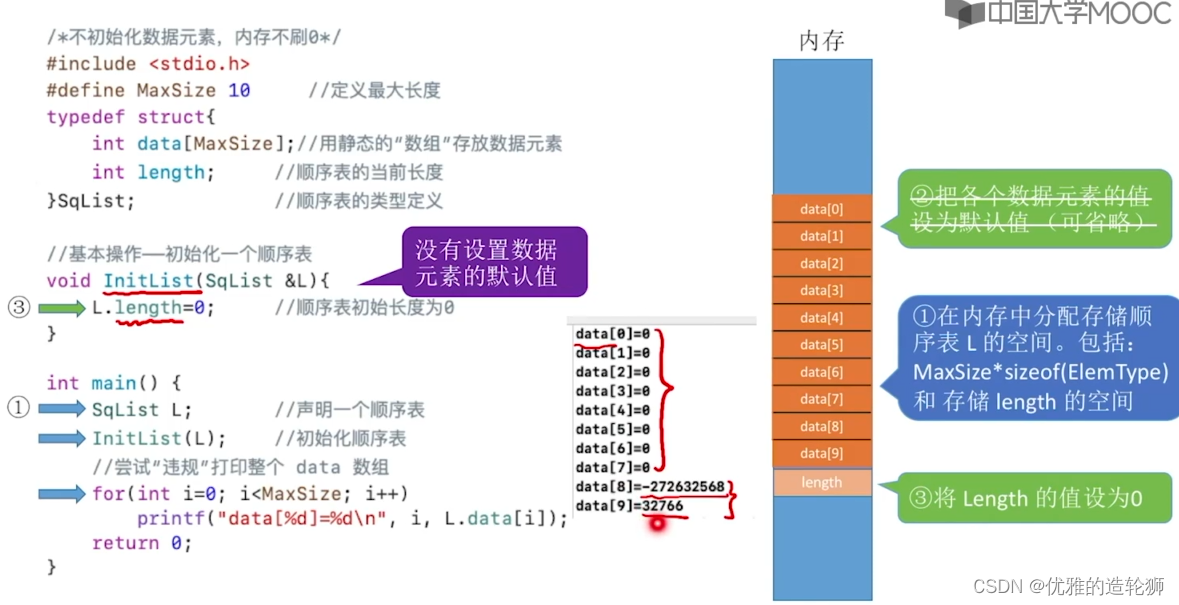 中国大学MOOC
/*不初始化数据元素，内存不刷0*/
#include <stdio.h>
#define MaxSize 10 //定义最大长度
typedef struct{
int data[MaxSize];//用静态的“数组”存放数据元素
int length; //顺序表的当前长度
}SqList; //顺序表的类型定义
//基本操作——初始化一个顺序表
void InitList(SqList &L){
③ L.length=0; //顺序表初始长度为0
}
没有设置数据
元素的默认值
int main() {
① SqList L; //声明一个顺序表
InitList(L); //初始化顺序表
//尝试“违规”打印整个 data 数组
for(int i=0; i<MaxSize; i++)
printf("data[%d]=%d\n", i, L.data[i]);
return 0;
}
data[0]=0
data[1]=0
data[2]=0
data[3]=0
data[4]=0
data[5]=0
data[6]=0
data[7]=0
data[8]=-272632568
data[9]=32766
内存
data[0]
data[1]
data[2]
data[3]
data[4]
data[5]
data[6]
data[7]
data[8]
data[9]
length
②把各个数据元素的值
设为默认值（可省略）
①在内存中分配存储顺
序表 L 的空间。包括：
MaxSize*sizeof(ElemType)
和 存储 length 的空间
③将 Length 的值设为0
CSDN @优雅的造轮狮